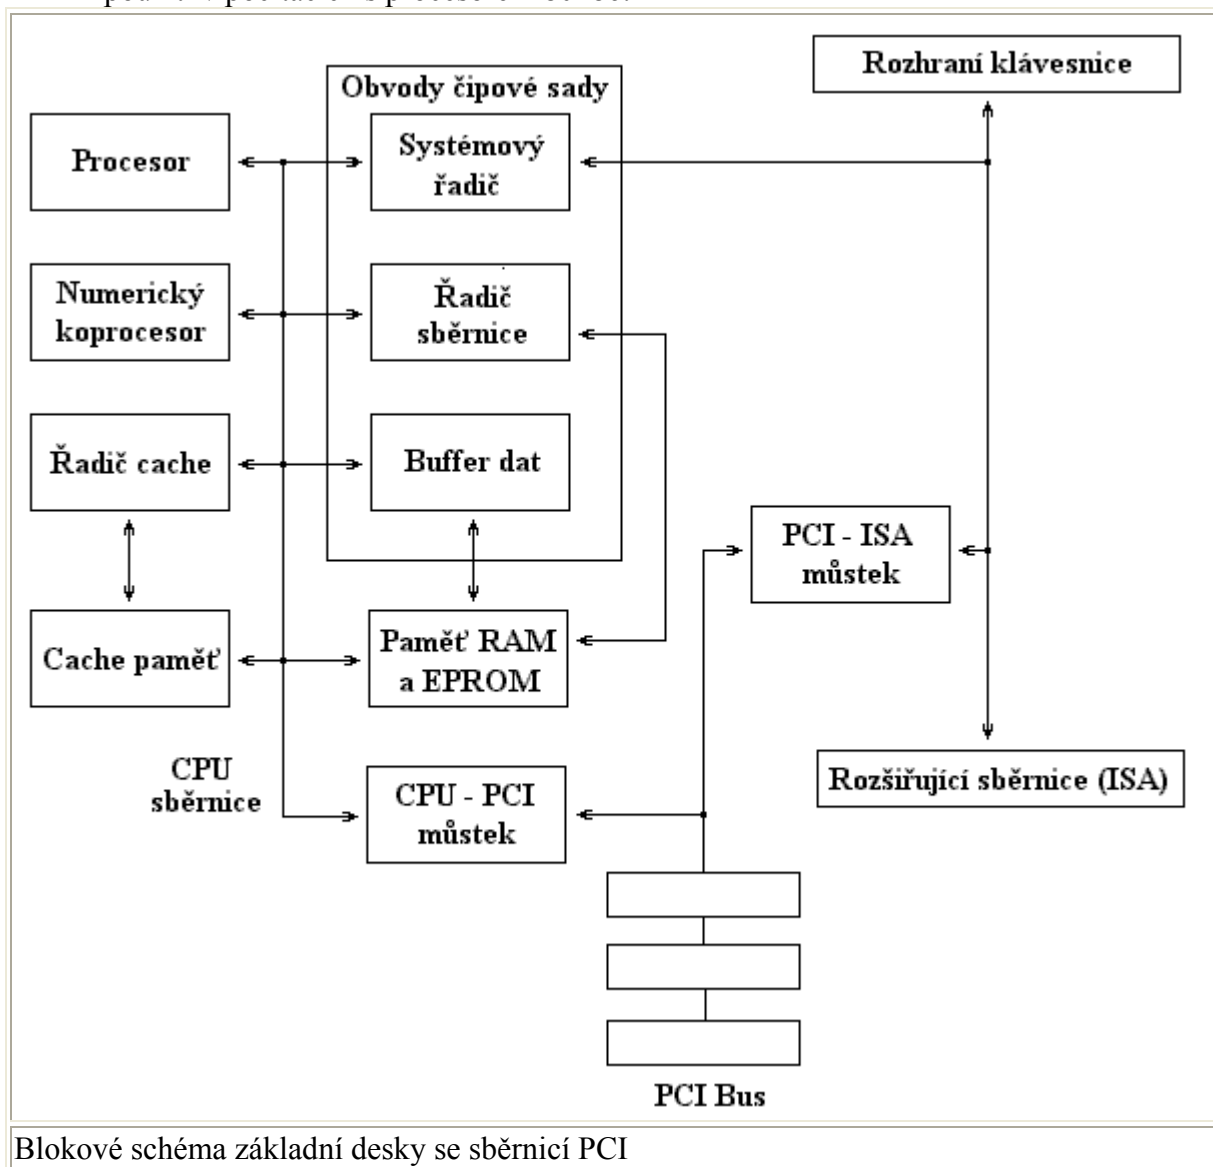 Rozhraní klávesnice
Obvody čipové sady
Procesor
Systémový
řadič
Numerický
koprocesor
Řadič
sběrnice
Řadič cache
Buffer dat
PCI - ISA
můstek
Cache paměť
Paměť RAM
a EPROM
CPU
sběrnice
CPU - PCI
můstek
Rozšiřující sběrnice (ISA)
PCI Bus
Blokové schéma základní desky se sběrnicí PCI